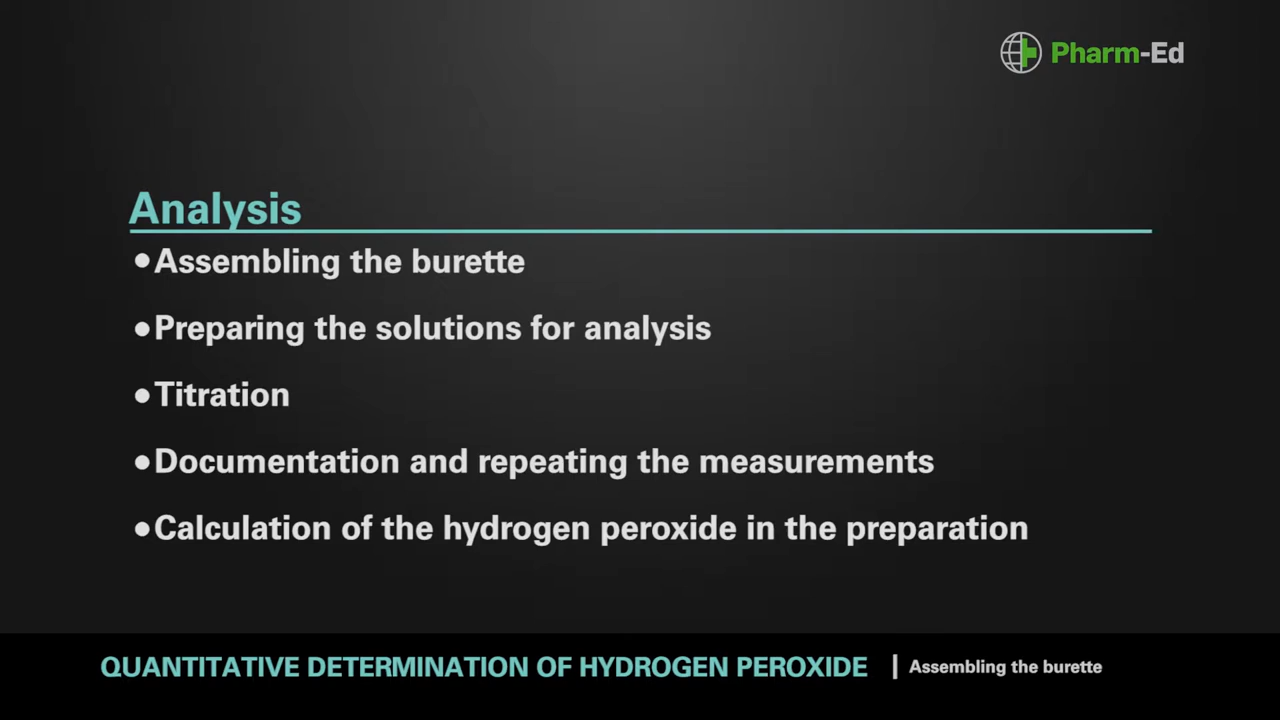 Pharm-Ed
Analysis
•Assembling the burette
•Preparing the solutions for analysis
•Titration
•Documentation and repeating the measurements
•Calculation of the hydrogen peroxide in the preparation
QUANTITATIVE DETERMINATION OF HYDROGEN PEROXIDE | Assembling the burette